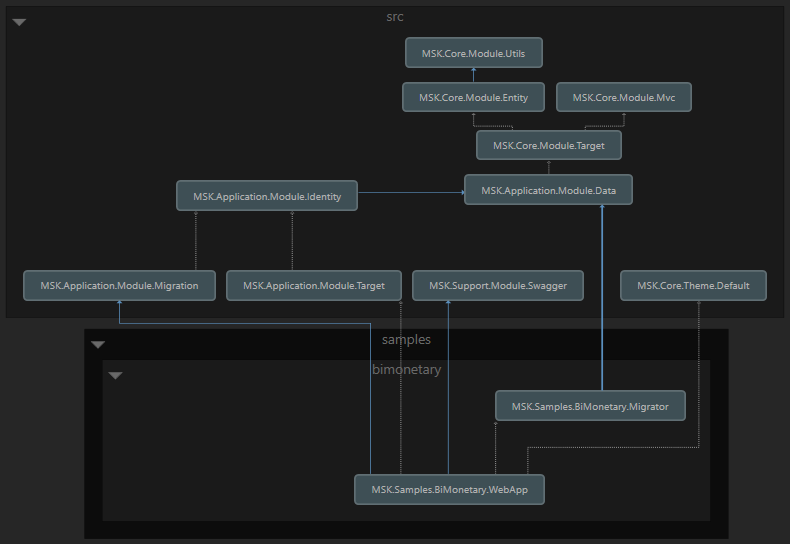 src
MSK.Core.Module.Utils
MSK.Core.Module.Entity
MSK.Core.Module.Mvc
MSK.Core.Module.Target
MSK.Application.Module.Identity
MSK.Application.Module.Data
MSK.Application.Module.Migration
MSK.Application.Module.Target
MSK.Support.Module.Swagger
MSK.Core.Theme.Default
samples
bimonetary
MSK.Samples.BiMonetary.Migrator
MSK.Samples.BiMonetary.WebApp